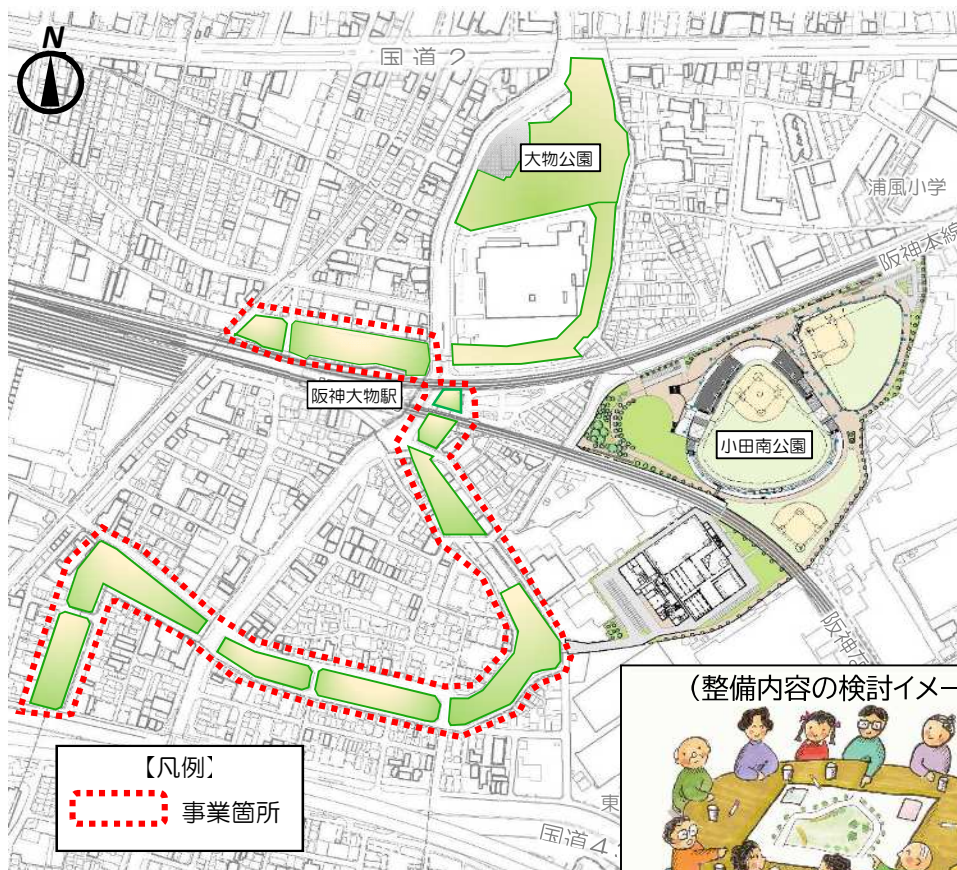 N
国道2
大物公園
浦風小学
阪神本線
阪神大物駅
小田南公園
阪神な
(整備内容の検討イメー
【凡例】
事業箇所
東
国道4